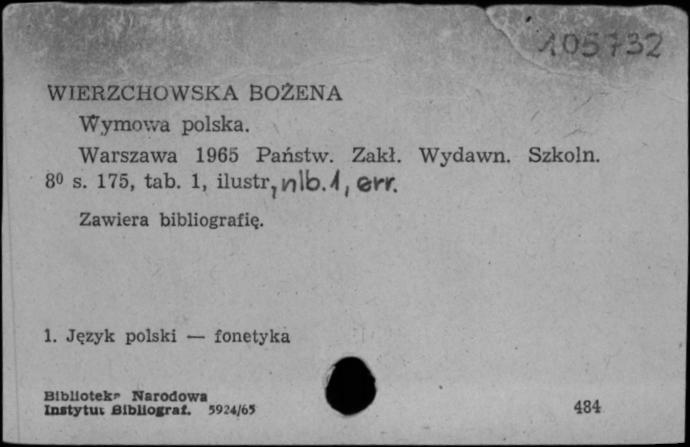 105732
WIERZCHOWSKA BOŻENA
Wymowa polska.
Warszawa 1965 Państw. Zakł. Wydawn. Szkoln.
8⁰ s. 175, tab. 1, ilustr, nlb. 1, err.
Zawiera bibliografię.
1. Język polski — fonetyka
Biblioteka Narodowa
Instytut Bibliograf. 5924/65
484